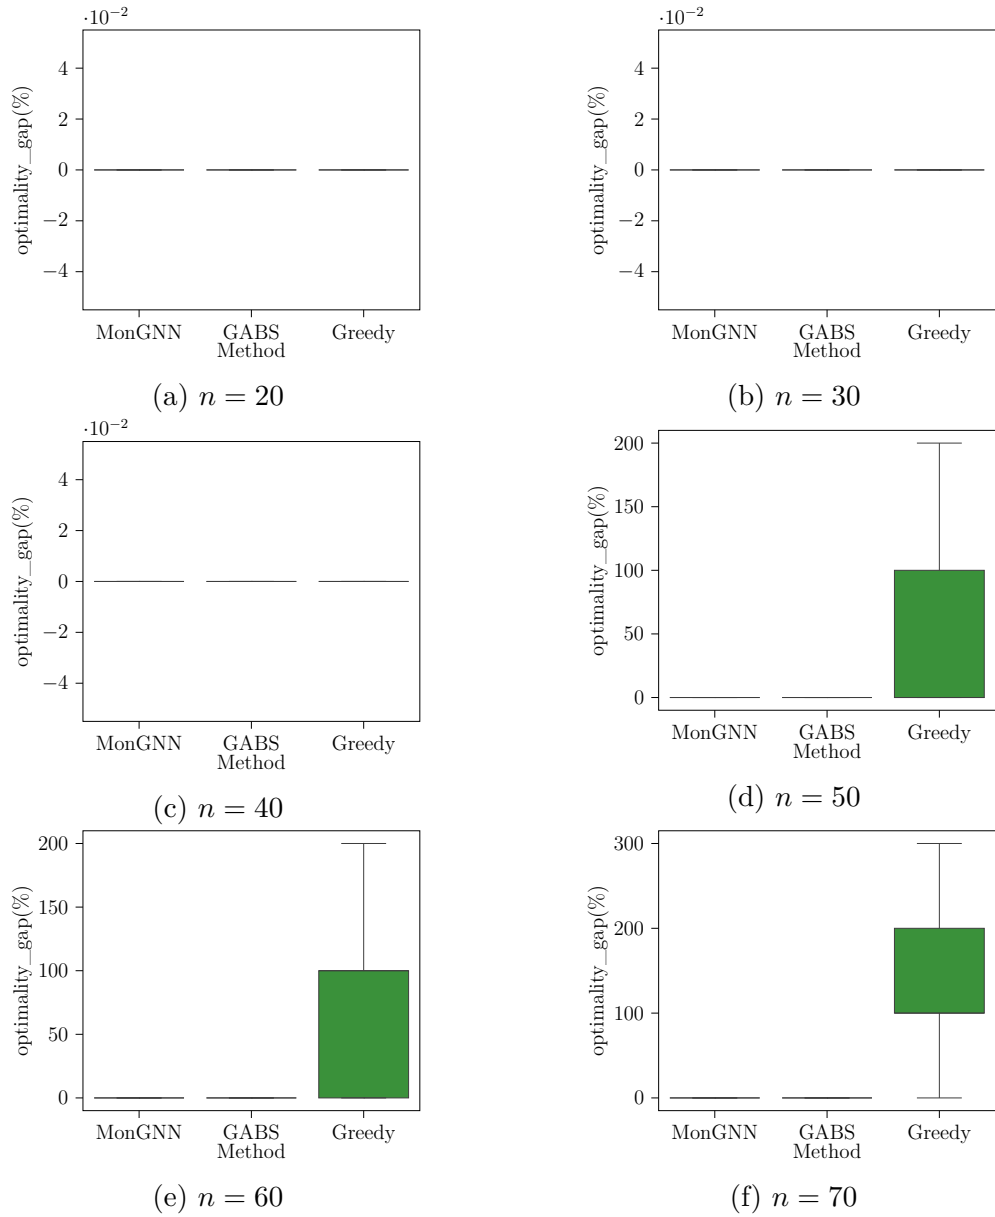 ·10⁻²
optimality_gap(%)
4
2
0
−2
−4
MonGNN GABS Greedy
Method
(a) n = 20
·10⁻²
optimality_gap(%)
4
2
0
−2
−4
MonGNN GABS Greedy
Method
(b) n = 30
·10⁻²
optimality_gap(%)
4
2
0
−2
−4
MonGNN GABS Greedy
Method
(c) n = 40
optimality_gap(%)
200
150
100
50
0
MonGNN GABS Greedy
Method
(d) n = 50
optimality_gap(%)
200
150
100
50
0
MonGNN GABS Greedy
Method
(e) n = 60
optimality_gap(%)
300
200
100
0
MonGNN GABS Greedy
Method
(f) n = 70